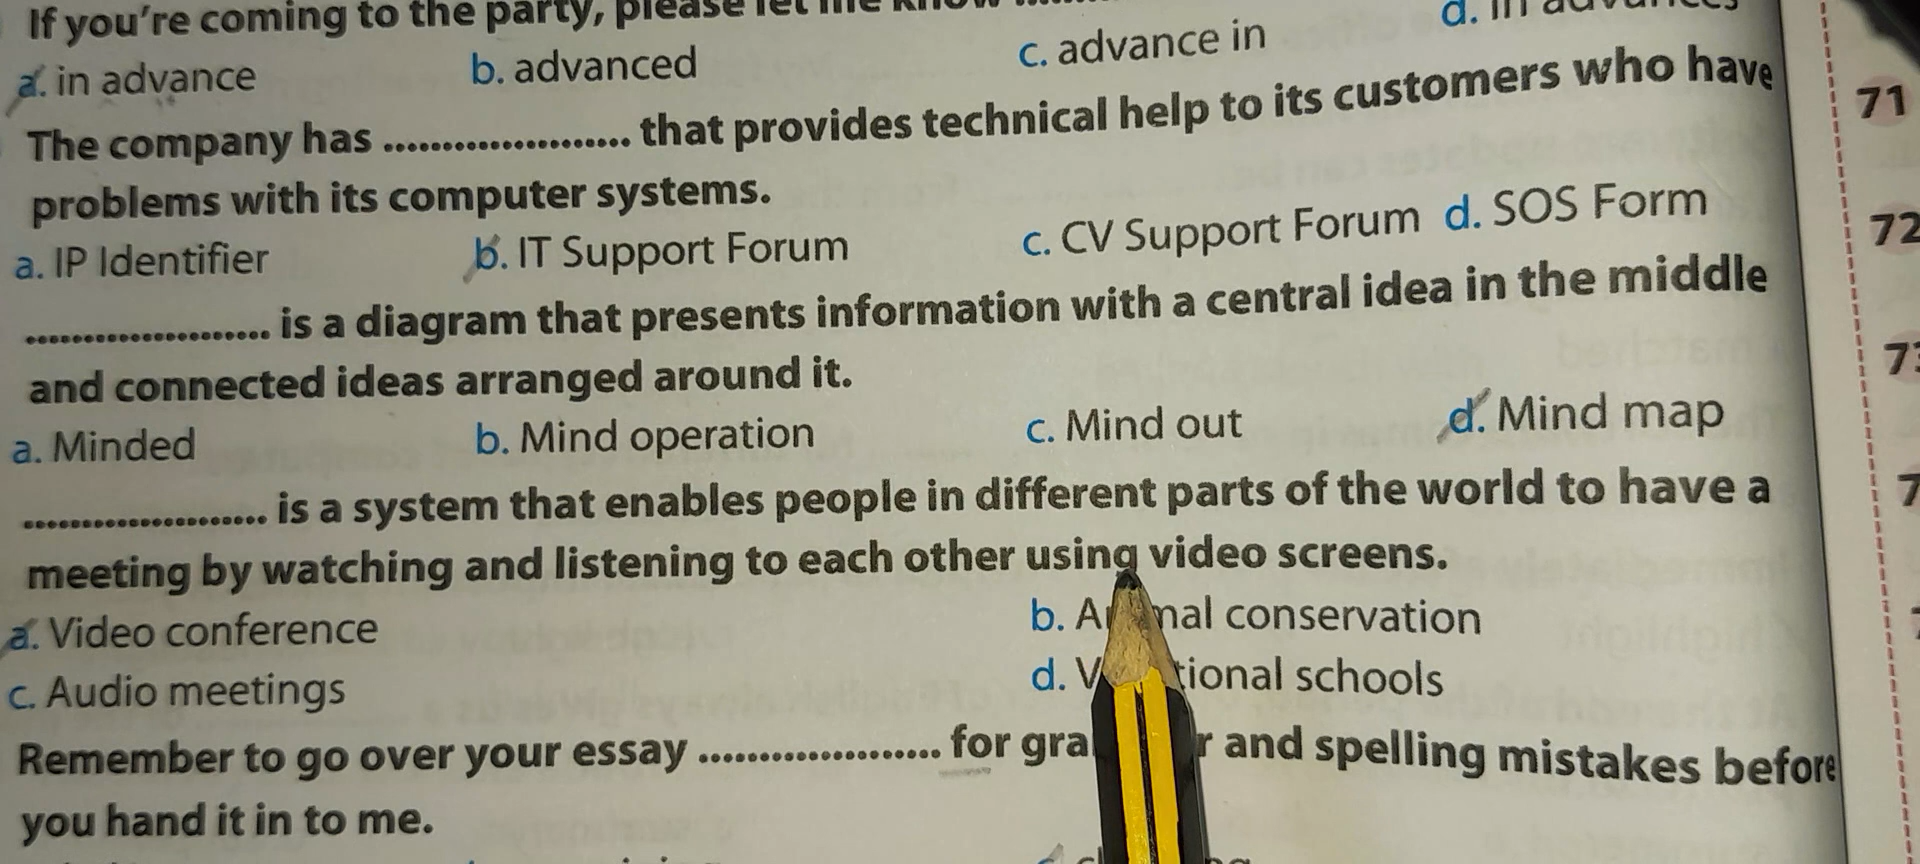 If you're coming to the party, please let me know ..........
a. in advance b. advanced c. advance in d. in advances
The company has .................... that provides technical help to its customers who have
problems with its computer systems.
a. IP Identifier b. IT Support Forum c. CV Support Forum d. SOS Form
.................... is a diagram that presents information with a central idea in the middle
and connected ideas arranged around it.
a. Minded b. Mind operation c. Mind out d. Mind map
.................... is a system that enables people in different parts of the world to have a
meeting by watching and listening to each other using video screens.
a. Video conference b. conservation
c. Audio meetings d. schools
Remember to go over your essay .................... for and spelling mistakes before
you hand it in to me.
71
72